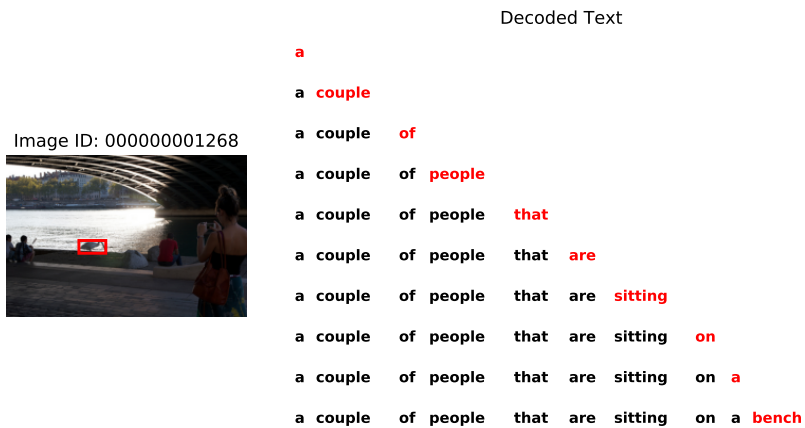 Decoded Text
a
a couple
a couple of
Image ID: 000000001268
a couple of people
a couple of people that
a couple of people that are
a couple of people that are sitting
a couple of people that are sitting on
a couple of people that are sitting on a
a couple of people that are sitting on a bench